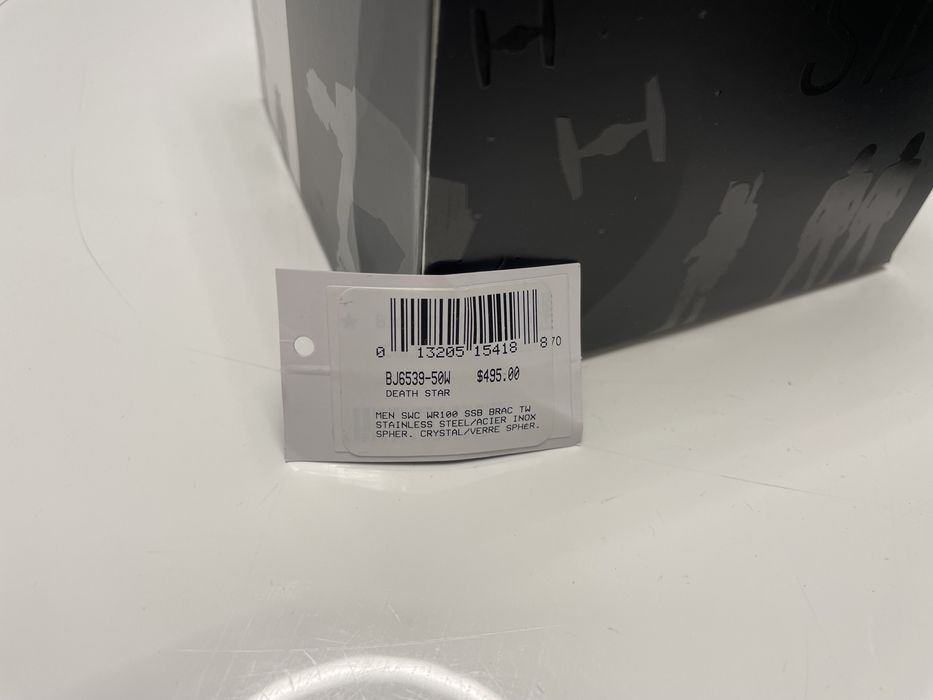 0 13205 15418 8 70
BJ6539-50W $495.00
DEATH STAR
MEN SWC WR100 SSB BRAC TW
STAINLESS STEEL/ACIER INOX
SPHER. CRYSTAL/VERRE SPHÉR.